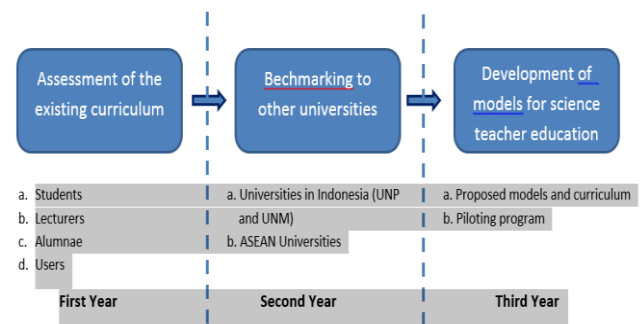 Assessment of the
existing curriculum
Bechmarking to
other universities
Development of
models for science
teacher education
a. Students
b. Lecturers
c. Alumnae
d. Users
a. Universities in Indonesia (UNP
and UNM)
b. ASEAN Universities
a. Proposed models and curriculum
b. Piloting program
First Year
Second Year
Third Year